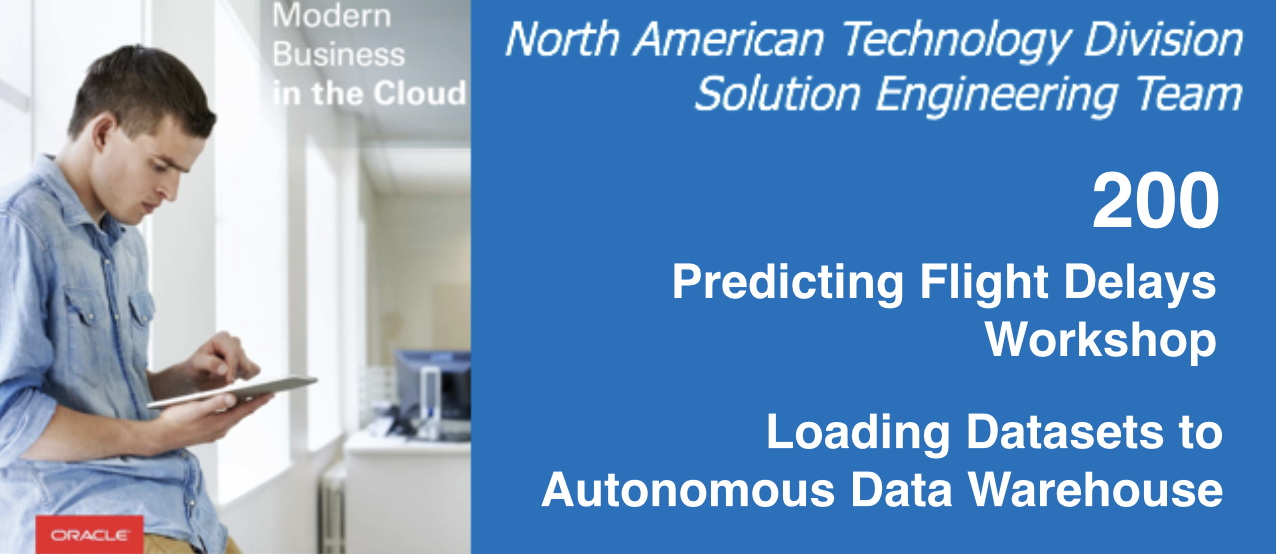 Modern
Business
in the Cloud
North American Technology Division
Solution Engineering Team
200
Predicting Flight Delays
Workshop
Loading Datasets to
Autonomous Data Warehouse
ORACLE